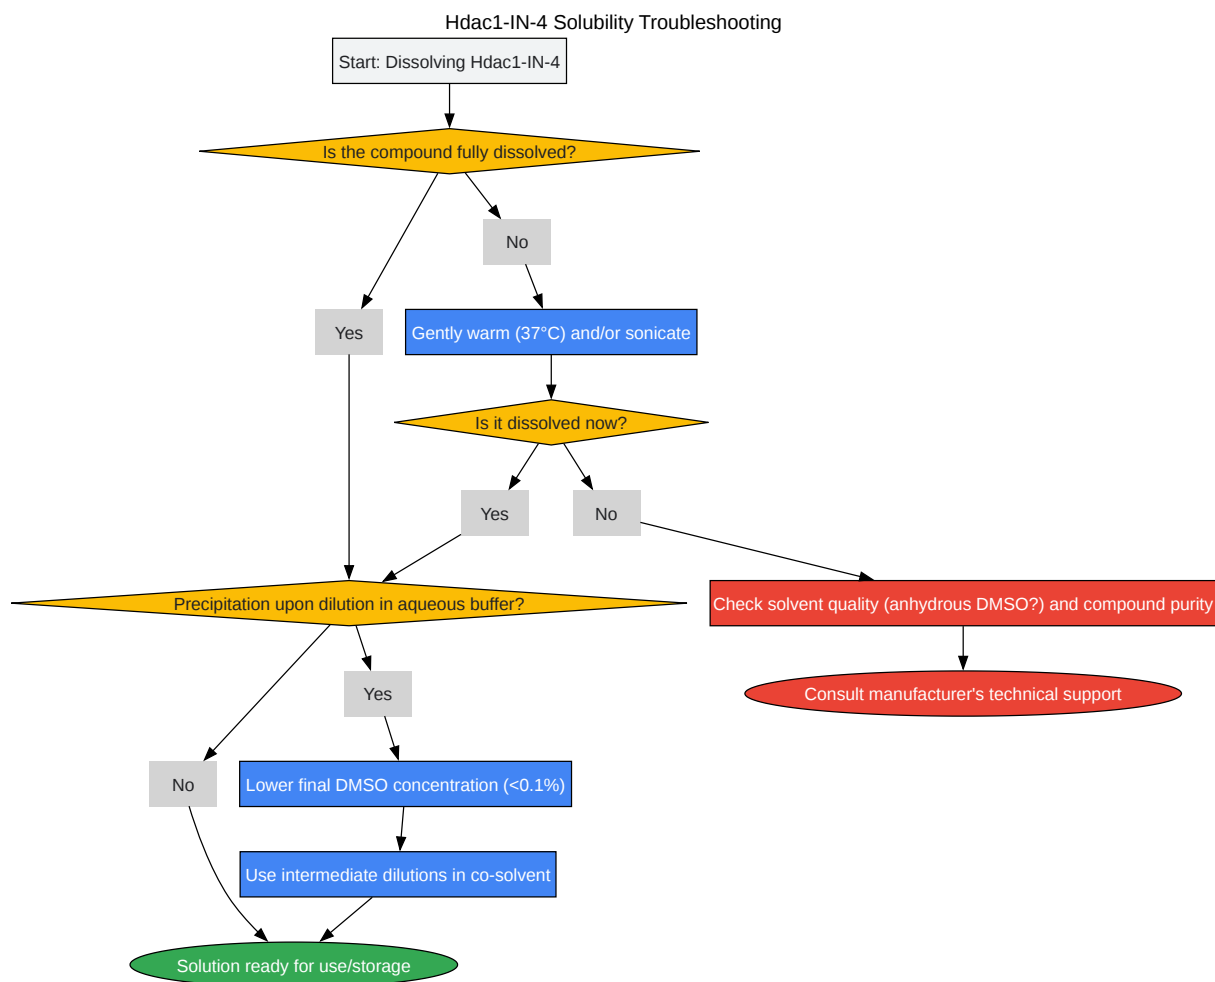 Hdac1-IN-4 Solubility Troubleshooting
Start: Dissolving Hdac1-IN-4
Is the compound fully dissolved?
No
Yes
Gently warm (37°C) and/or sonicate
Is it dissolved now?
Yes
No
Precipitation upon dilution in aqueous buffer?
Check solvent quality (anhydrous DMSO?) and compound purity
Yes
Consult manufacturer's technical support
No
Lower final DMSO concentration (<0.1%)
Use intermediate dilutions in co-solvent
Solution ready for use/storage